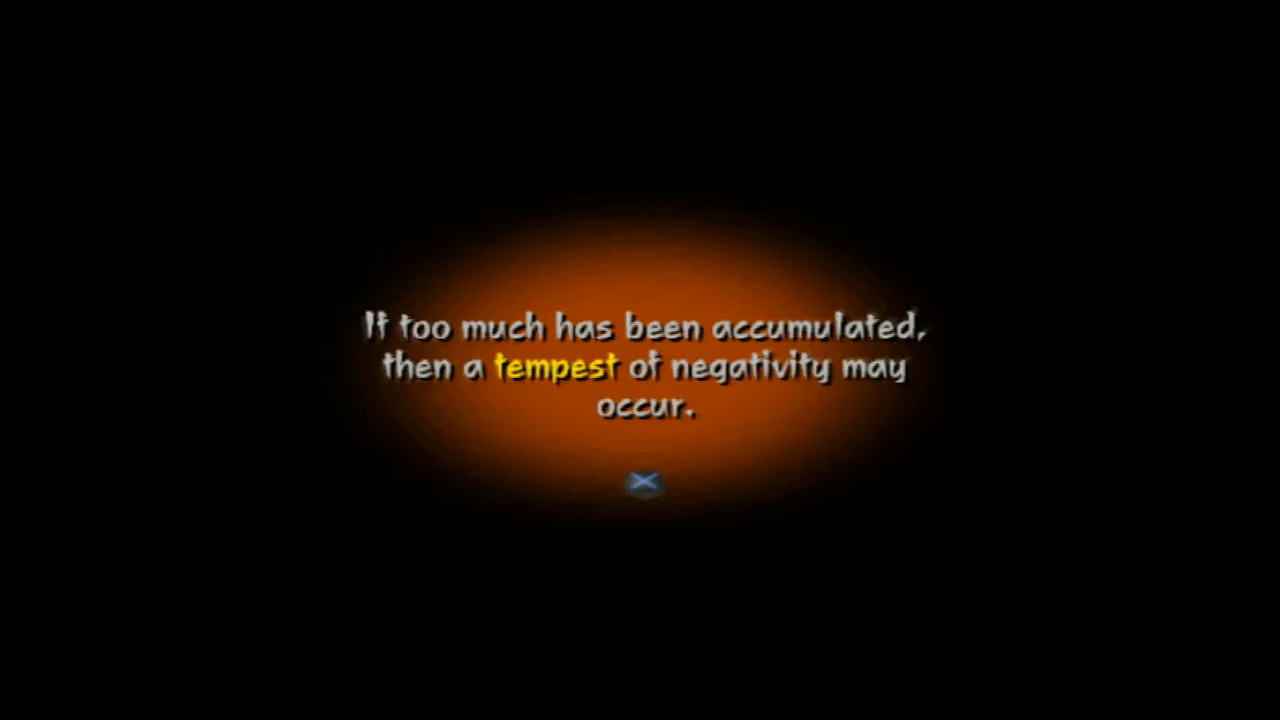 If too much has been accumulated,
then a tempest of negativity may
occur.